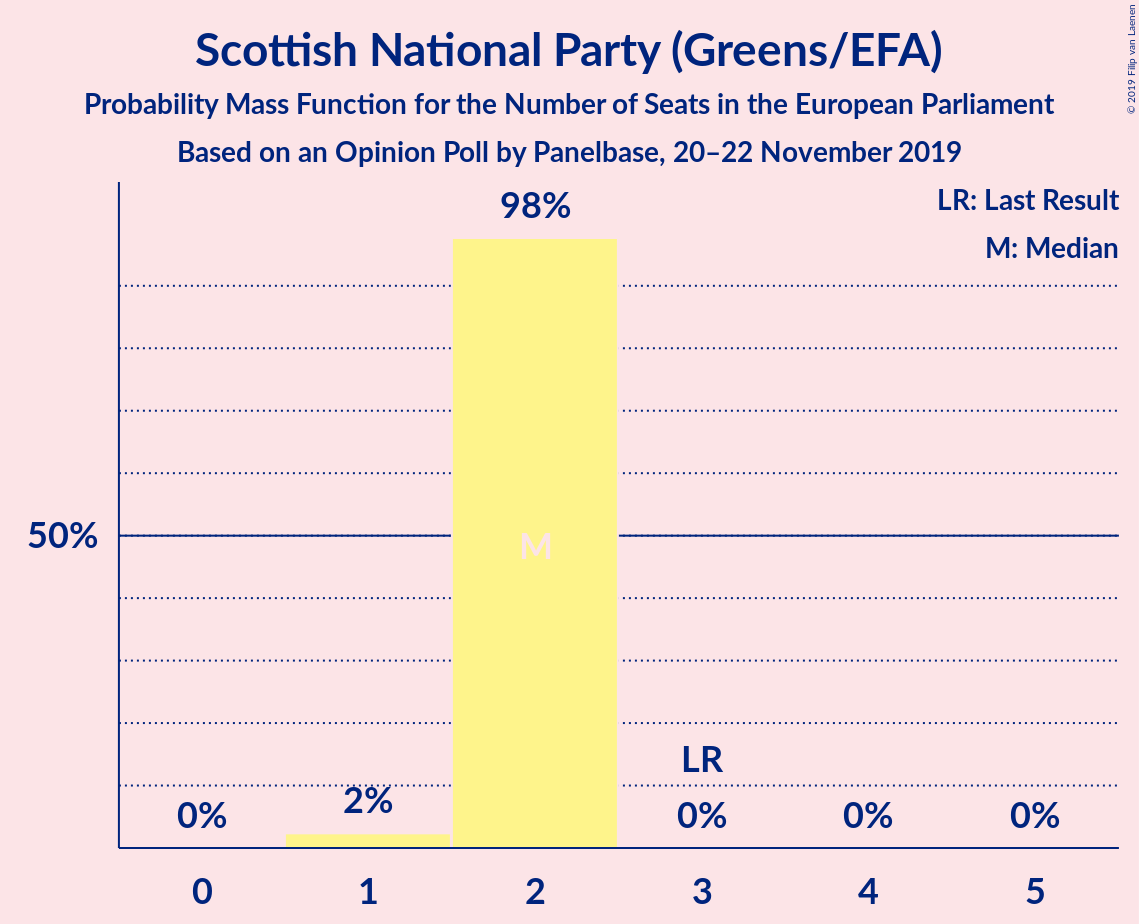 Scottish National Party (Greens/EFA)
Probability Mass Function for the Number of Seats in the European Parliament
Based on an Opinion Poll by Panelbase, 20–22 November 2019
© 2019 Filip van Laenen
LR: Last Result
M: Median
98%
50%
M
LR
0%
2%
0%
0%
0%
0
1
2
3
4
5